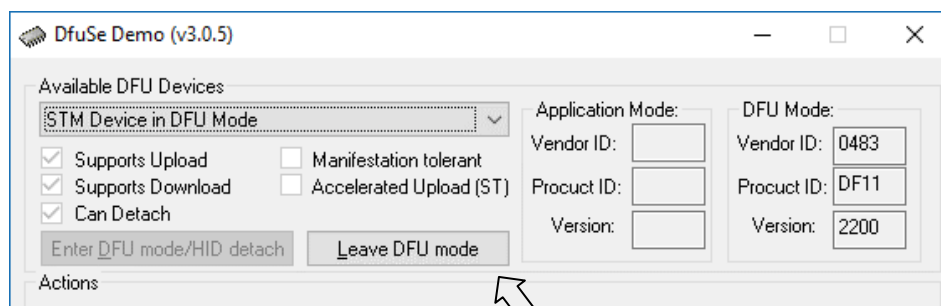 DfuSe Demo (v3.0.5)
Available DFU Devices
STM Device in DFU Mode
Supports Upload
Manifestation tolerant
Supports Download
Accelerated Upload (ST)
Can Detach
Enter DFU mode/HID detach
Leave DFU mode
Application Mode:
Vendor ID:
Procuct ID:
Version:
DFU Mode:
Vendor ID: 0483
Procuct ID: DF11
Version: 2200
Actions